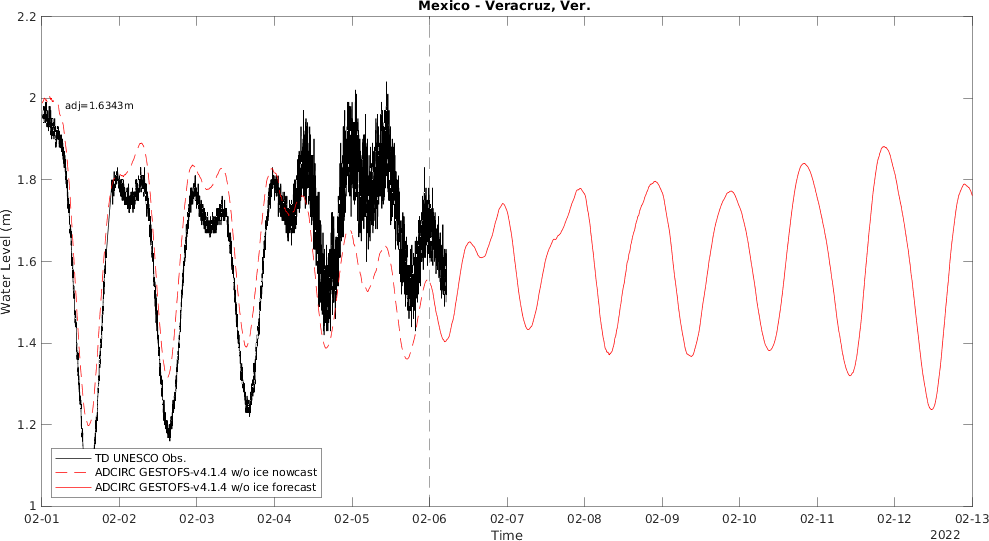 Mexico - Veracruz, Ver.
2.2
2
1.8
1.6
1.4
1.2
1
Water Level (m)
adj=1.6343m
TD UNESCO Obs.
ADCIRC GESTOFS-v4.1.4 w/o ice nowcast
ADCIRC GESTOFS-v4.1.4 w/o ice forecast
02-01 02-02 02-03 02-04 02-05 02-06 02-07 02-08 02-09 02-10 02-11 02-12 02-13
Time
2022